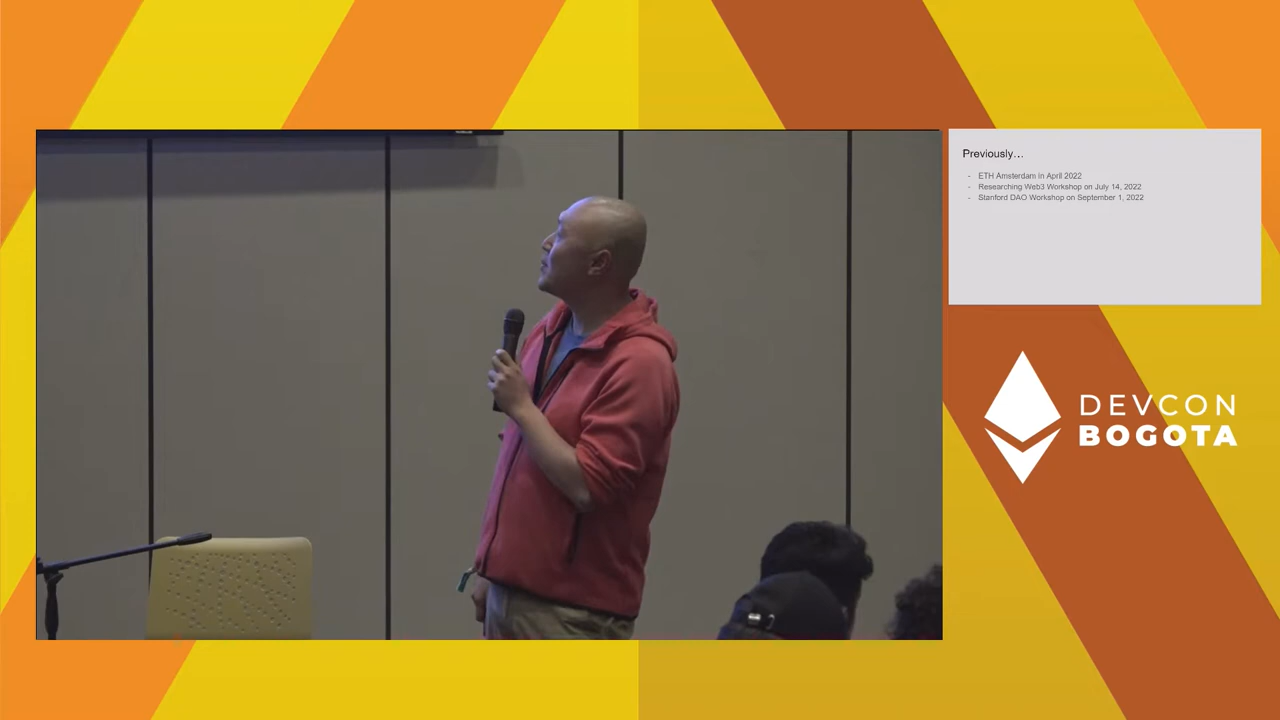 Previously…
- ETH Amsterdam in April 2022
- Researching Web3 Workshop on July 14, 2022
- Stanford DAO Workshop on September 1, 2022
DEVCON
BOGOTA